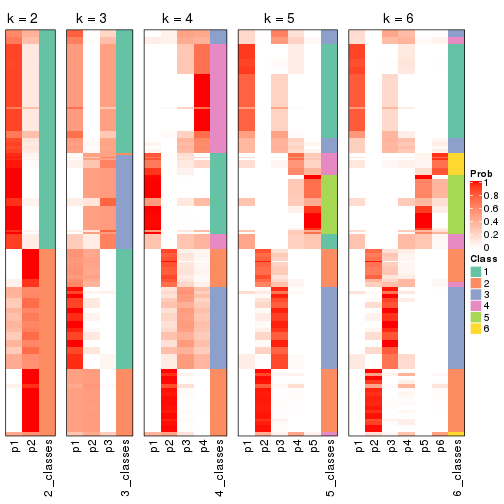 k = 2
k = 3
k = 4
k = 5
k = 6
p1
p2
2_classes
p1
p2
p3
3_classes
p1
p2
p3
p4
4_classes
p1
p2
p3
p4
p5
5_classes
p1
p2
p3
p4
p5
p6
6_classes
Prob
1
0.8
0.6
0.4
0.2
0
Class
1
2
3
4
5
6